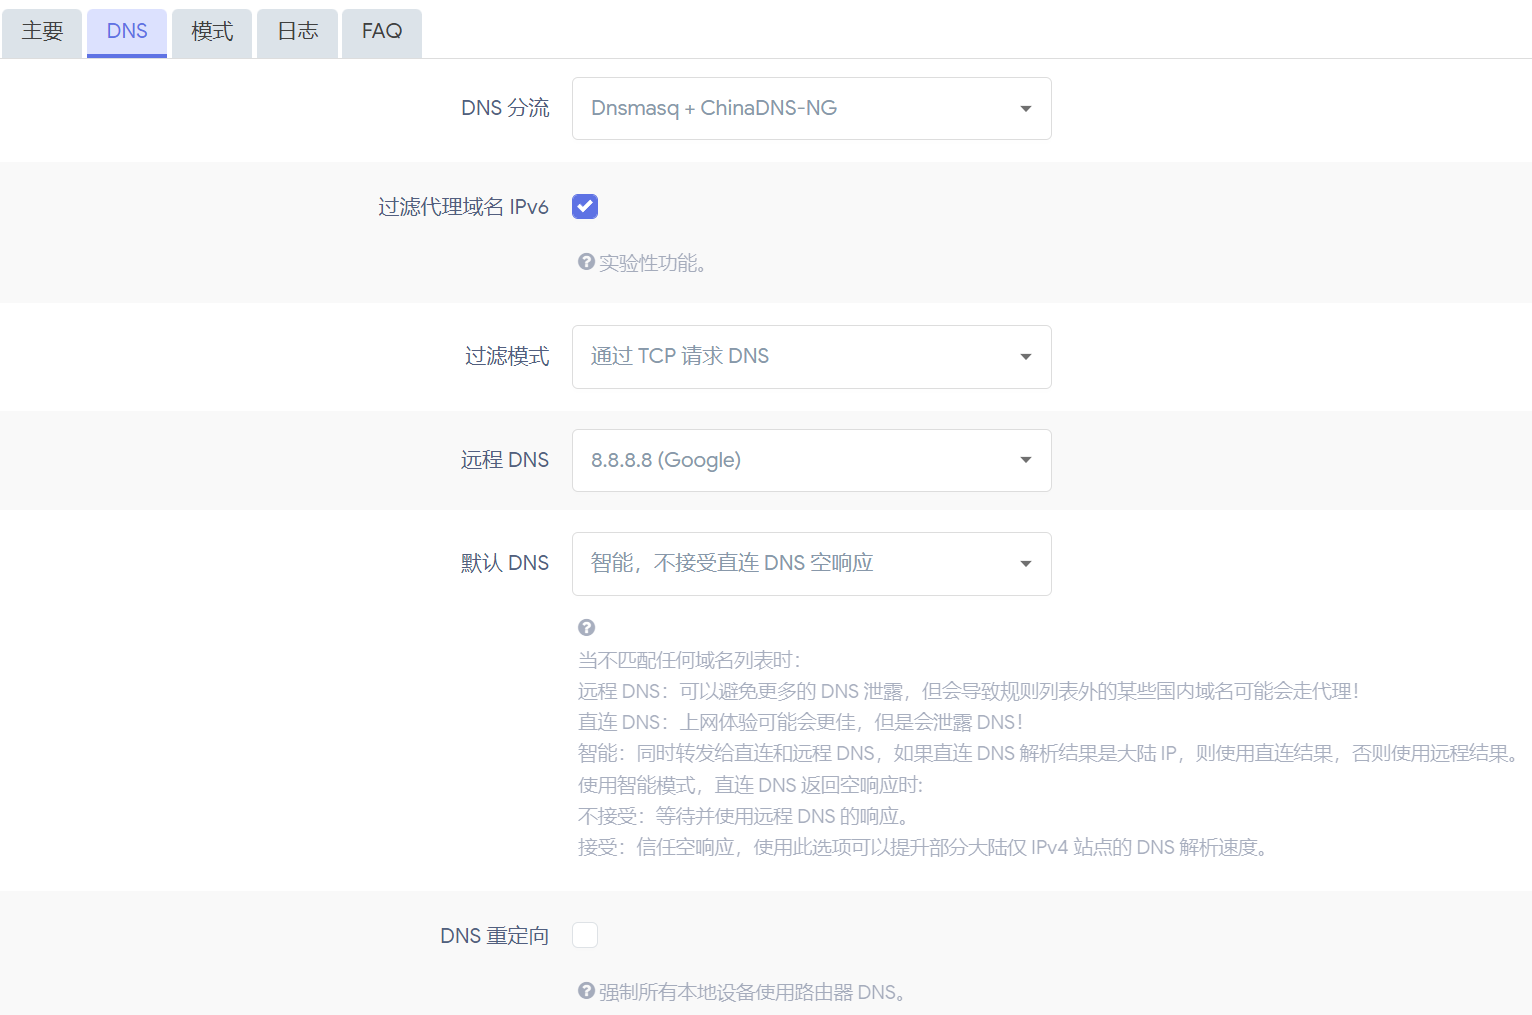 主要 DNS 模式 日志 FAQ
DNS 分流 Dnsmasq + ChinaDNS-NG
过滤代理域名 IPv6
实验性功能。
过滤模式 通过 TCP 请求 DNS
远程 DNS 8.8.8.8 (Google)
默认 DNS 智能，不接受直连 DNS 空响应
当不匹配任何域名列表时：
远程 DNS：可以避免更多的 DNS 泄露，但会导致规则列表外的某些国内域名可能会走代理！
直连 DNS：上网体验可能会更佳，但是会泄露 DNS！
智能：同时转发给直连和远程 DNS，如果直连 DNS 解析结果是大陆 IP，则使用直连结果，否则使用远程结果。
使用智能模式，直连 DNS 返回空响应时:
不接受：等待并使用远程 DNS 的响应。
接受：信任空响应，使用此选项可以提升部分大陆仅 IPv4 站点的 DNS 解析速度。
DNS 重定向
强制所有本地设备使用路由器 DNS。